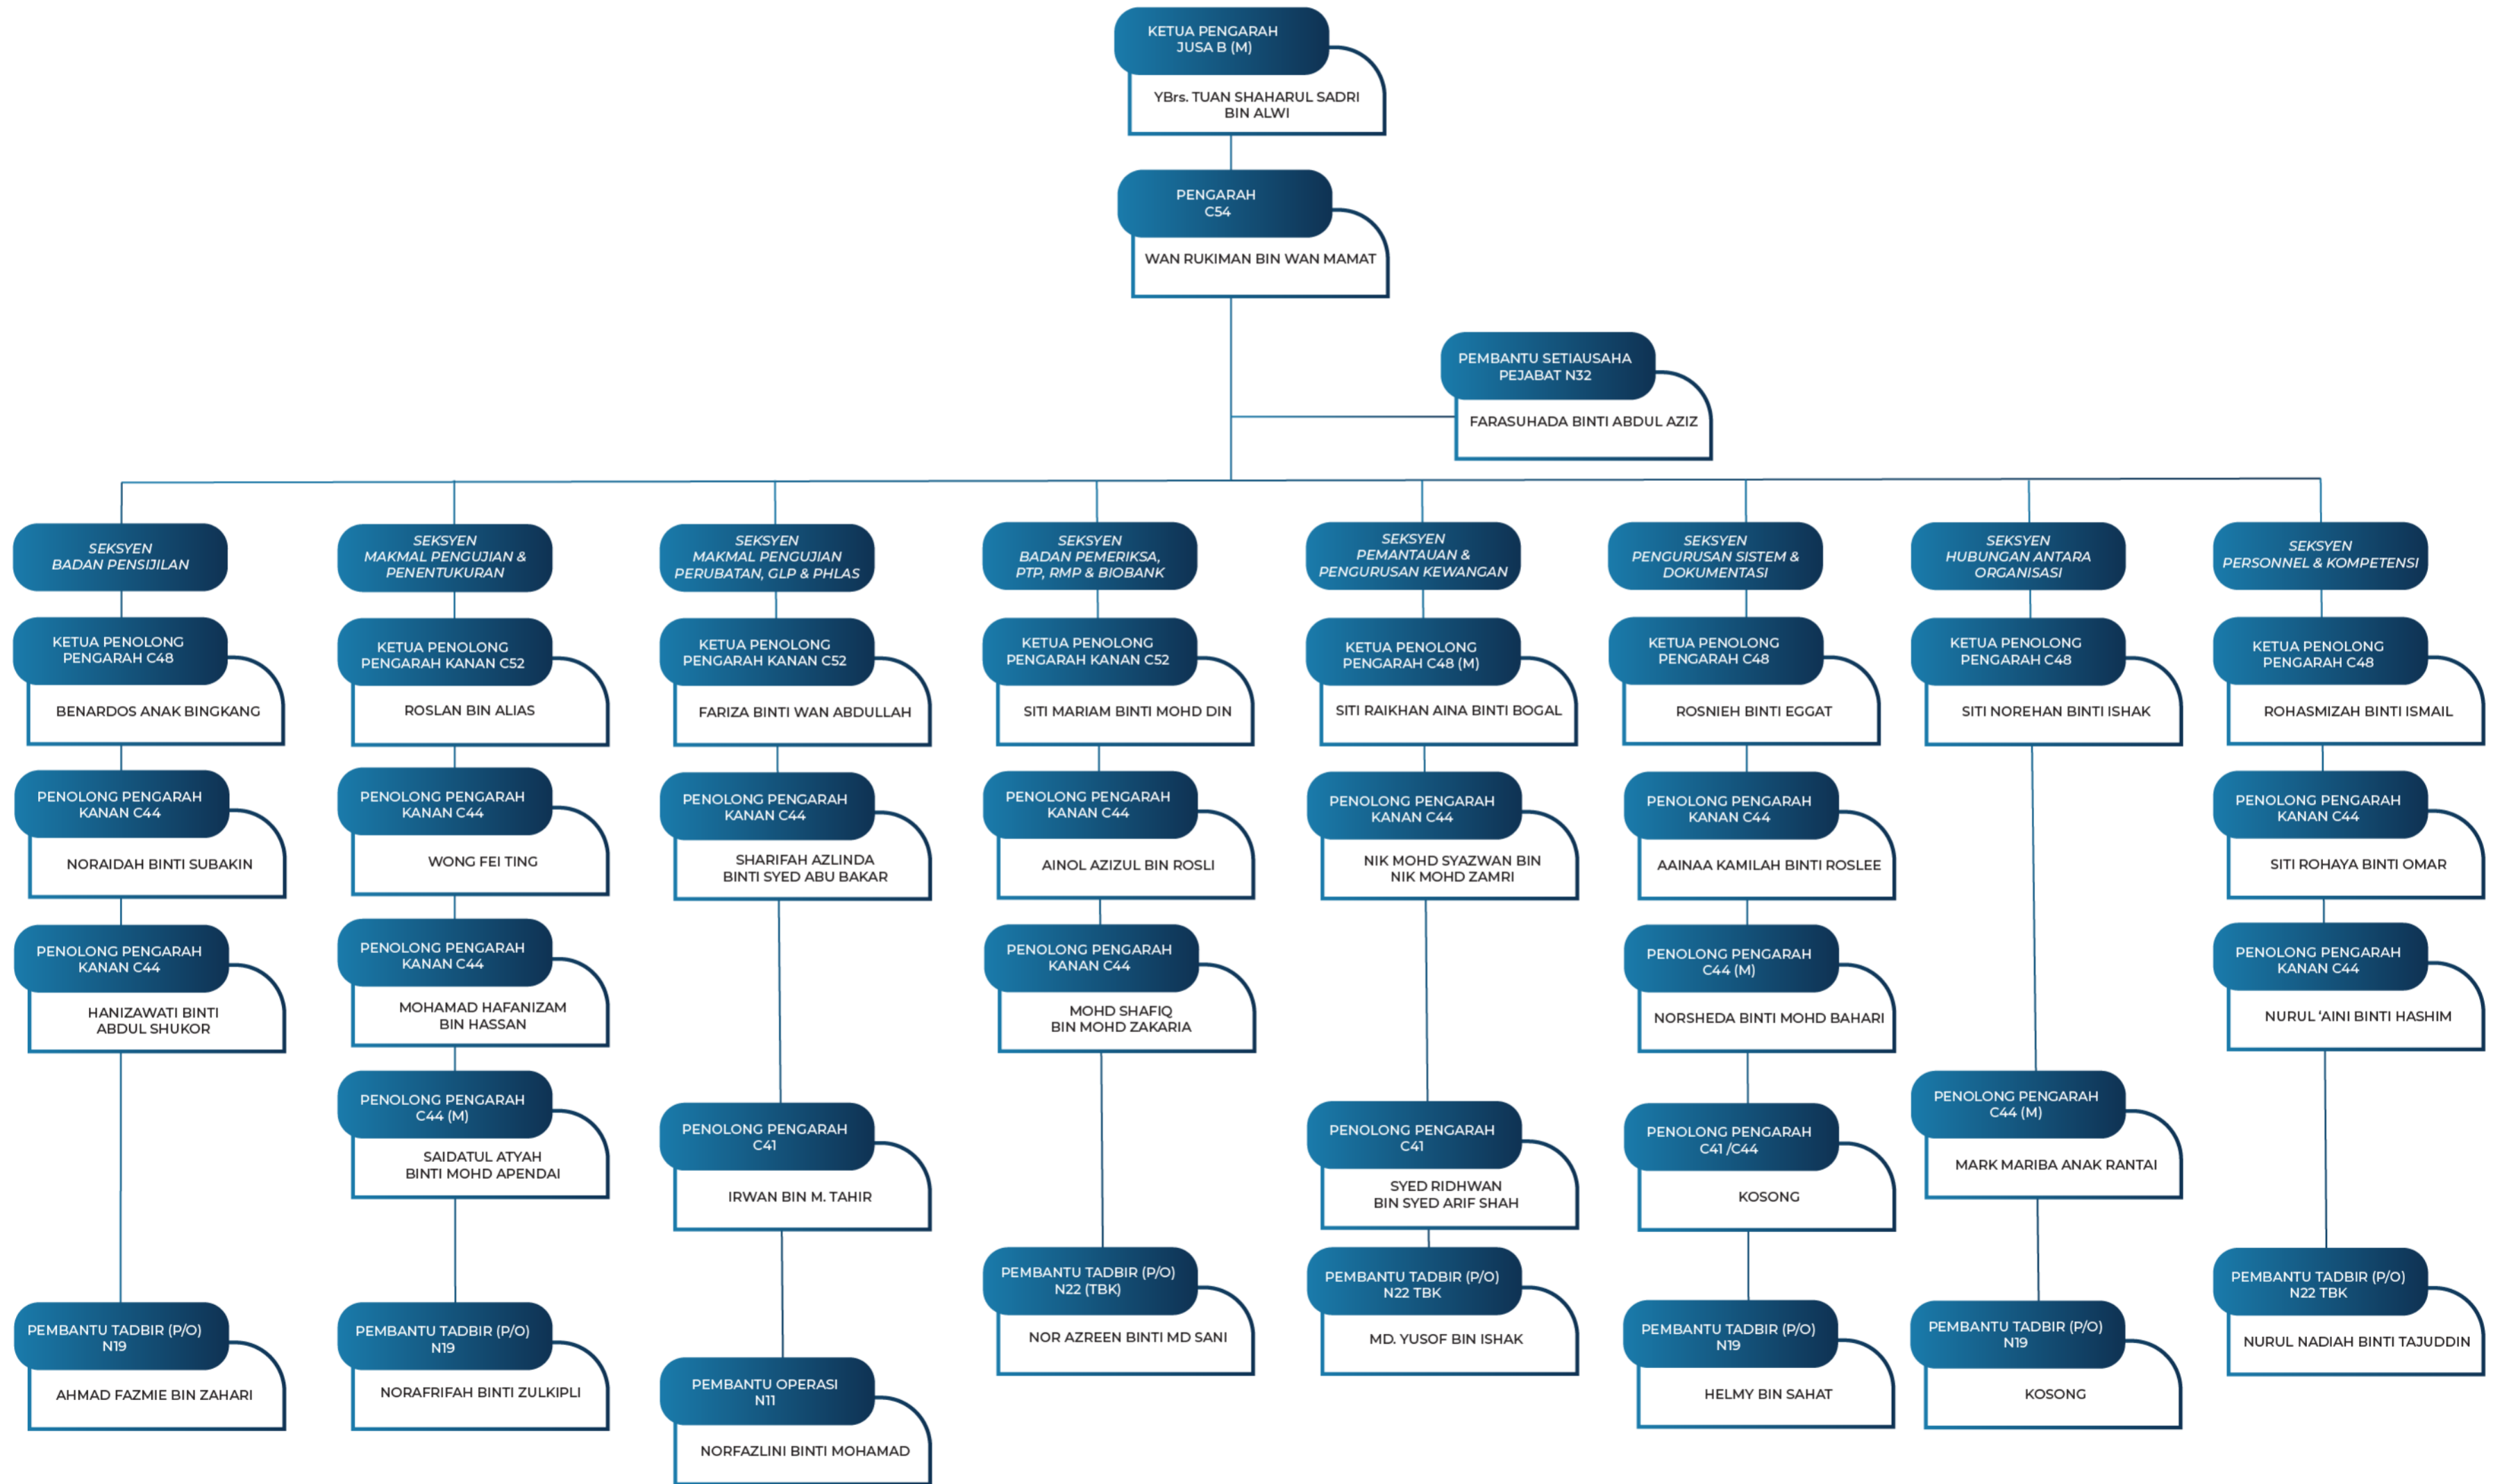 KETUA PENGARAH
JUSA B (M)
YBrs. TUAN SHAHARUL SADRI
BIN ALWI
PENGARAH
C54
WAN RUKIMAN BIN WAN MAMAT
PEMBANTU SETIAUSAHA
PEJABAT N32
FARASUHADA BINTI ABDUL AZIZ
SEKSYEN
BADAN PENSIJILAN
KETUA PENOLONG
PENGARAH C48
BENARDOS ANAK BINGKANG
PENOLONG PENGARAH
KANAN C44
NORAIDAH BINTI SUBAKIN
PENOLONG PENGARAH
KANAN C44
HANIZAWATI BINTI
ABDUL SHUKOR
PEMBANTU TADBIR (P/O)
N19
AHMAD FAZMIE BIN ZAHARI
SEKSYEN
MAKMAL PENGUJIAN &
PENENTUKURAN
KETUA PENOLONG
PENGARAH KANAN C52
ROSLAN BIN ALIAS
PENOLONG PENGARAH
KANAN C44
WONG FEI TING
PENOLONG PENGARAH
KANAN C44
MOHAMAD HAFANIZAM
BIN HASSAN
PENOLONG PENGARAH
C44 (M)
SAIDATUL ATYAH
BINTI MOHD APENDAI
PEMBANTU TADBIR (P/O)
N19
NORAFRIFAH BINTI ZULKIPLI
SEKSYEN
MAKMAL PENGUJIAN
PERUBATAN, GLP & PHLAS
KETUA PENOLONG
PENGARAH KANAN C52
FARIZA BINTI WAN ABDULLAH
PENOLONG PENGARAH
KANAN C44
SHARIFAH AZLINDA
BINTI SYED ABU BAKAR
PENOLONG PENGARAH
C41
IRWAN BIN M. TAHIR
PEMBANTU OPERASI
N11
NORFAZLINI BINTI MOHAMAD
SEKSYEN
BADAN PEMERIKSA,
PTP, RMP & BIOBANK
KETUA PENOLONG
PENGARAH KANAN C52
SITI MARIAM BINTI MOHD DIN
PENOLONG PENGARAH
KANAN C44
AINOL AZIZUL BIN ROSLI
PENOLONG PENGARAH
KANAN C44
MOHD SHAFIQ
BIN MOHD ZAKARIA
PEMBANTU TADBIR (P/O)
N22 (TBK)
NOR AZREEN BINTI MD SANI
SEKSYEN
PEMANTAUAN &
PENGURUSAN KEWANGAN
KETUA PENOLONG
PENGARAH C48 (M)
SITI RAIKHAN AINA BINTI BOGAL
PENOLONG PENGARAH
KANAN C44
NIK MOHD SYAZWAN BIN
NIK MOHD ZAMRI
PENOLONG PENGARAH
C41
SYED RIDHWAN
BIN SYED ARIF SHAH
PEMBANTU TADBIR (P/O)
N22 TBK
MD. YUSOF BIN ISHAK
SEKSYEN
PENGURUSAN SISTEM &
DOKUMENTASI
KETUA PENOLONG
PENGARAH C48
ROSNIEH BINTI EGGAT
PENOLONG PENGARAH
KANAN C44
AAINAA KAMILAH BINTI ROSLEE
PENOLONG PENGARAH
C44 (M)
NORSHEDA BINTI MOHD BAHARI
PENOLONG PENGARAH
C41 /C44
KOSONG
PEMBANTU TADBIR (P/O)
N19
HELMY BIN SAHAT
SEKSYEN
HUBUNGAN ANTARA
ORGANISASI
KETUA PENOLONG
PENGARAH C48
SITI NOREHAN BINTI ISHAK
PENOLONG PENGARAH
C44 (M)
MARK MARIBA ANAK RANTAI
PEMBANTU TADBIR (P/O)
N19
KOSONG
SEKSYEN
PERSONNEL & KOMPETENSI
KETUA PENOLONG
PENGARAH C48
ROHASMIZAH BINTI ISMAIL
PENOLONG PENGARAH
KANAN C44
SITI ROHAYA BINTI OMAR
PENOLONG PENGARAH
KANAN C44
NURUL ‘AINI BINTI HASHIM
PEMBANTU TADBIR (P/O)
N22 TBK
NURUL NADIAH BINTI TAJUDDIN